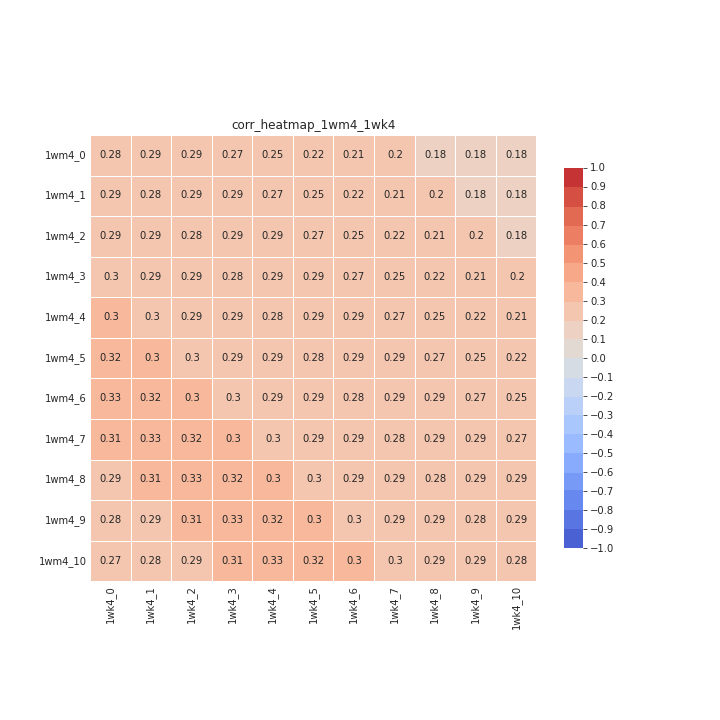 corr_heatmap_1wm4_1wk4
1wm4_0 0.28 0.29 0.29 0.27 0.25 0.22 0.21 0.2 0.18 0.18 0.18
1wm4_1 0.29 0.28 0.29 0.29 0.27 0.25 0.22 0.21 0.2 0.18 0.18
1wm4_2 0.29 0.29 0.28 0.29 0.29 0.27 0.25 0.22 0.21 0.2 0.18
1wm4_3 0.3 0.29 0.29 0.28 0.29 0.29 0.27 0.25 0.22 0.21 0.2
1wm4_4 0.3 0.3 0.29 0.29 0.28 0.29 0.29 0.27 0.25 0.22 0.21
1wm4_5 0.32 0.3 0.3 0.29 0.29 0.28 0.29 0.29 0.27 0.25 0.22
1wm4_6 0.33 0.32 0.3 0.3 0.29 0.29 0.28 0.29 0.29 0.27 0.25
1wm4_7 0.31 0.33 0.32 0.3 0.3 0.29 0.29 0.28 0.29 0.29 0.27
1wm4_8 0.29 0.31 0.33 0.32 0.3 0.3 0.29 0.29 0.28 0.29 0.29
1wm4_9 0.28 0.29 0.31 0.33 0.32 0.3 0.3 0.29 0.29 0.28 0.29
1wm4_10 0.27 0.28 0.29 0.31 0.33 0.32 0.3 0.3 0.29 0.29 0.28
1wk4_0 1wk4_1 1wk4_2 1wk4_3 1wk4_4 1wk4_5 1wk4_6 1wk4_7 1wk4_8 1wk4_9 1wk4_10
1.0
0.9
0.8
0.7
0.6
0.5
0.4
0.3
0.2
0.1
0.0
−0.1
−0.2
−0.3
−0.4
−0.5
−0.6
−0.7
−0.8
−0.9
−1.0